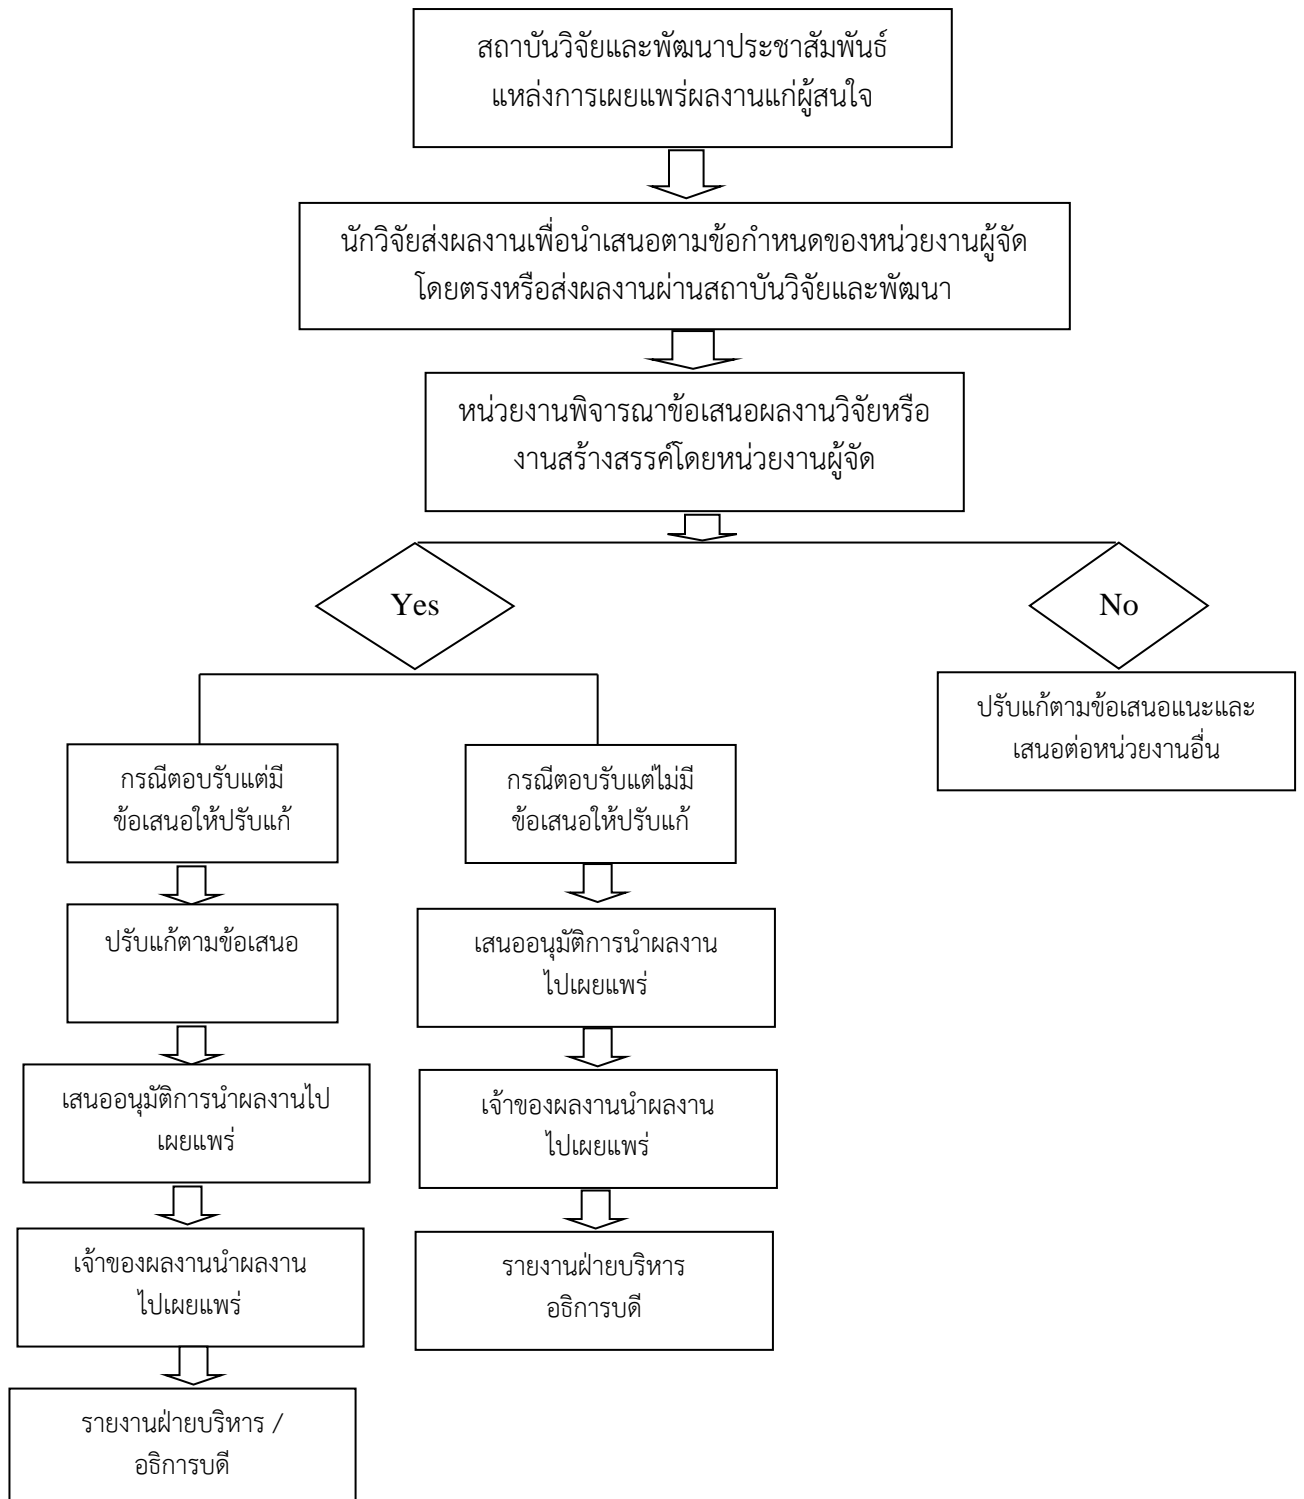 สถาบันวิจัยและพัฒนาประชาสัมพันธ์
แหล่งการเผยแพร่ผลงานแก่ผู้สนใจ
นักวิจัยส่งผลงานเพื่อนำเสนอตามข้อกำหนดของหน่วยงานผู้จัด
โดยตรงหรือส่งผลงานผ่านสถาบันวิจัยและพัฒนา
หน่วยงานพิจารณาข้อเสนอผลงานวิจัยหรือ
งานสร้างสรรค์โดยหน่วยงานผู้จัด
Yes
No
ปรับแก้ตามข้อเสนอแนะและ
เสนอต่อหน่วยงานอื่น
กรณีตอบรับแต่มี
ข้อเสนอให้ปรับแก้
ปรับแก้ตามข้อเสนอ
เสนออนุมัติการนำผลงานไป
เผยแพร่
เจ้าของผลงานนำผลงาน
ไปเผยแพร่
รายงานฝ่ายบริหาร /
อธิการบดี
กรณีตอบรับแต่ไม่มี
ข้อเสนอให้ปรับแก้
เสนออนุมัติการนำผลงาน
ไปเผยแพร่
เจ้าของผลงานนำผลงาน
ไปเผยแพร่
รายงานฝ่ายบริหาร
อธิการบดี